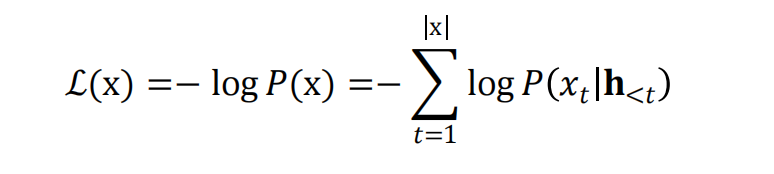 ℒ(x) =− log P(x) =− ∑_{t=1}^{|x|} log P(x_t|𝐡_{<t})